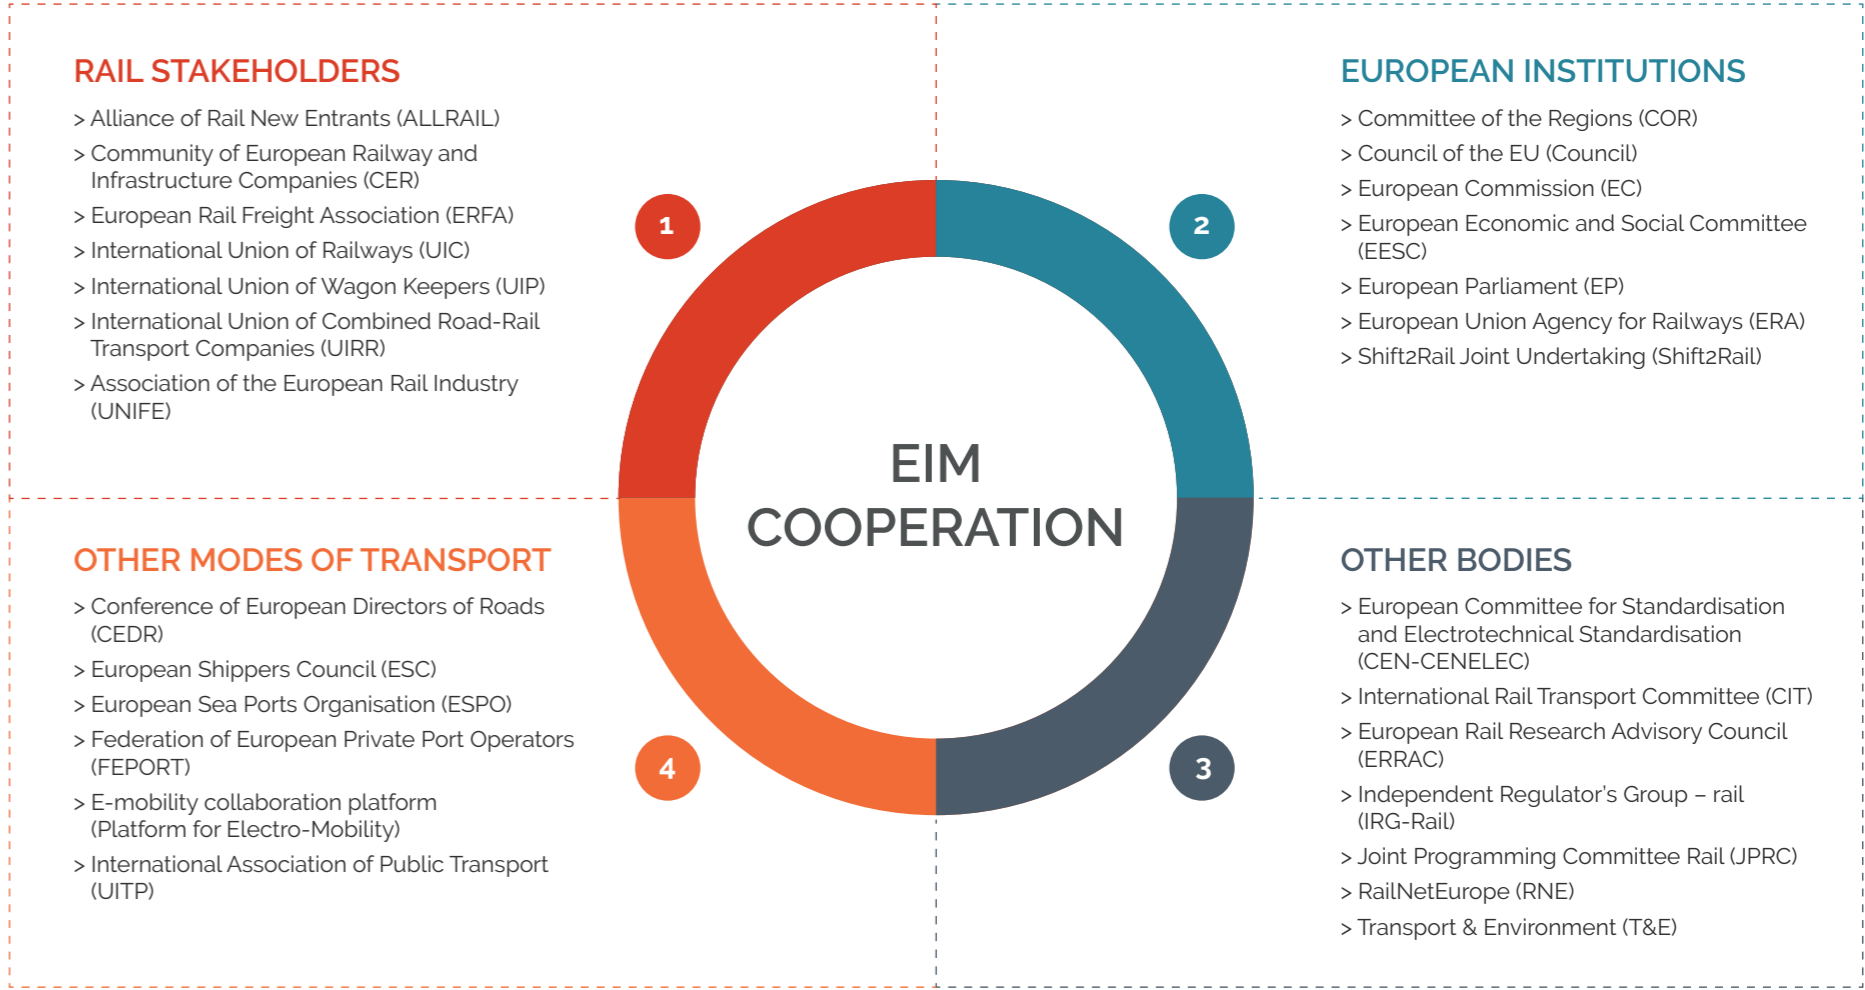 RAIL STAKEHOLDERS
> Alliance of Rail New Entrants (ALLRAIL)
> Community of European Railway and
Infrastructure Companies (CER)
> European Rail Freight Association (ERFA)
> International Union of Railways (UIC)
> International Union of Wagon Keepers (UIP)
> International Union of Combined Road-Rail
Transport Companies (UIRR)
> Association of the European Rail Industry
(UNIFE)
1
EUROPEAN INSTITUTIONS
> Committee of the Regions (COR)
> Council of the EU (Council)
> European Commission (EC)
> European Economic and Social Committee
(EESC)
> European Parliament (EP)
> European Union Agency for Railways (ERA)
> Shift2Rail Joint Undertaking (Shift2Rail)
2
EIM
COOPERATION
OTHER MODES OF TRANSPORT
> Conference of European Directors of Roads
(CEDR)
> European Shippers Council (ESC)
> European Sea Ports Organisation (ESPO)
> Federation of European Private Port Operators
(FEPORT)
> E-mobility collaboration platform
(Platform for Electro-Mobility)
> International Association of Public Transport
(UITP)
4
OTHER BODIES
> European Committee for Standardisation
and Electrotechnical Standardisation
(CEN-CENELEC)
> International Rail Transport Committee (CIT)
> European Rail Research Advisory Council
(ERRAC)
> Independent Regulator's Group – rail
(IRG-Rail)
> Joint Programming Committee Rail (JPRC)
> RailNetEurope (RNE)
> Transport & Environment (T&E)
3